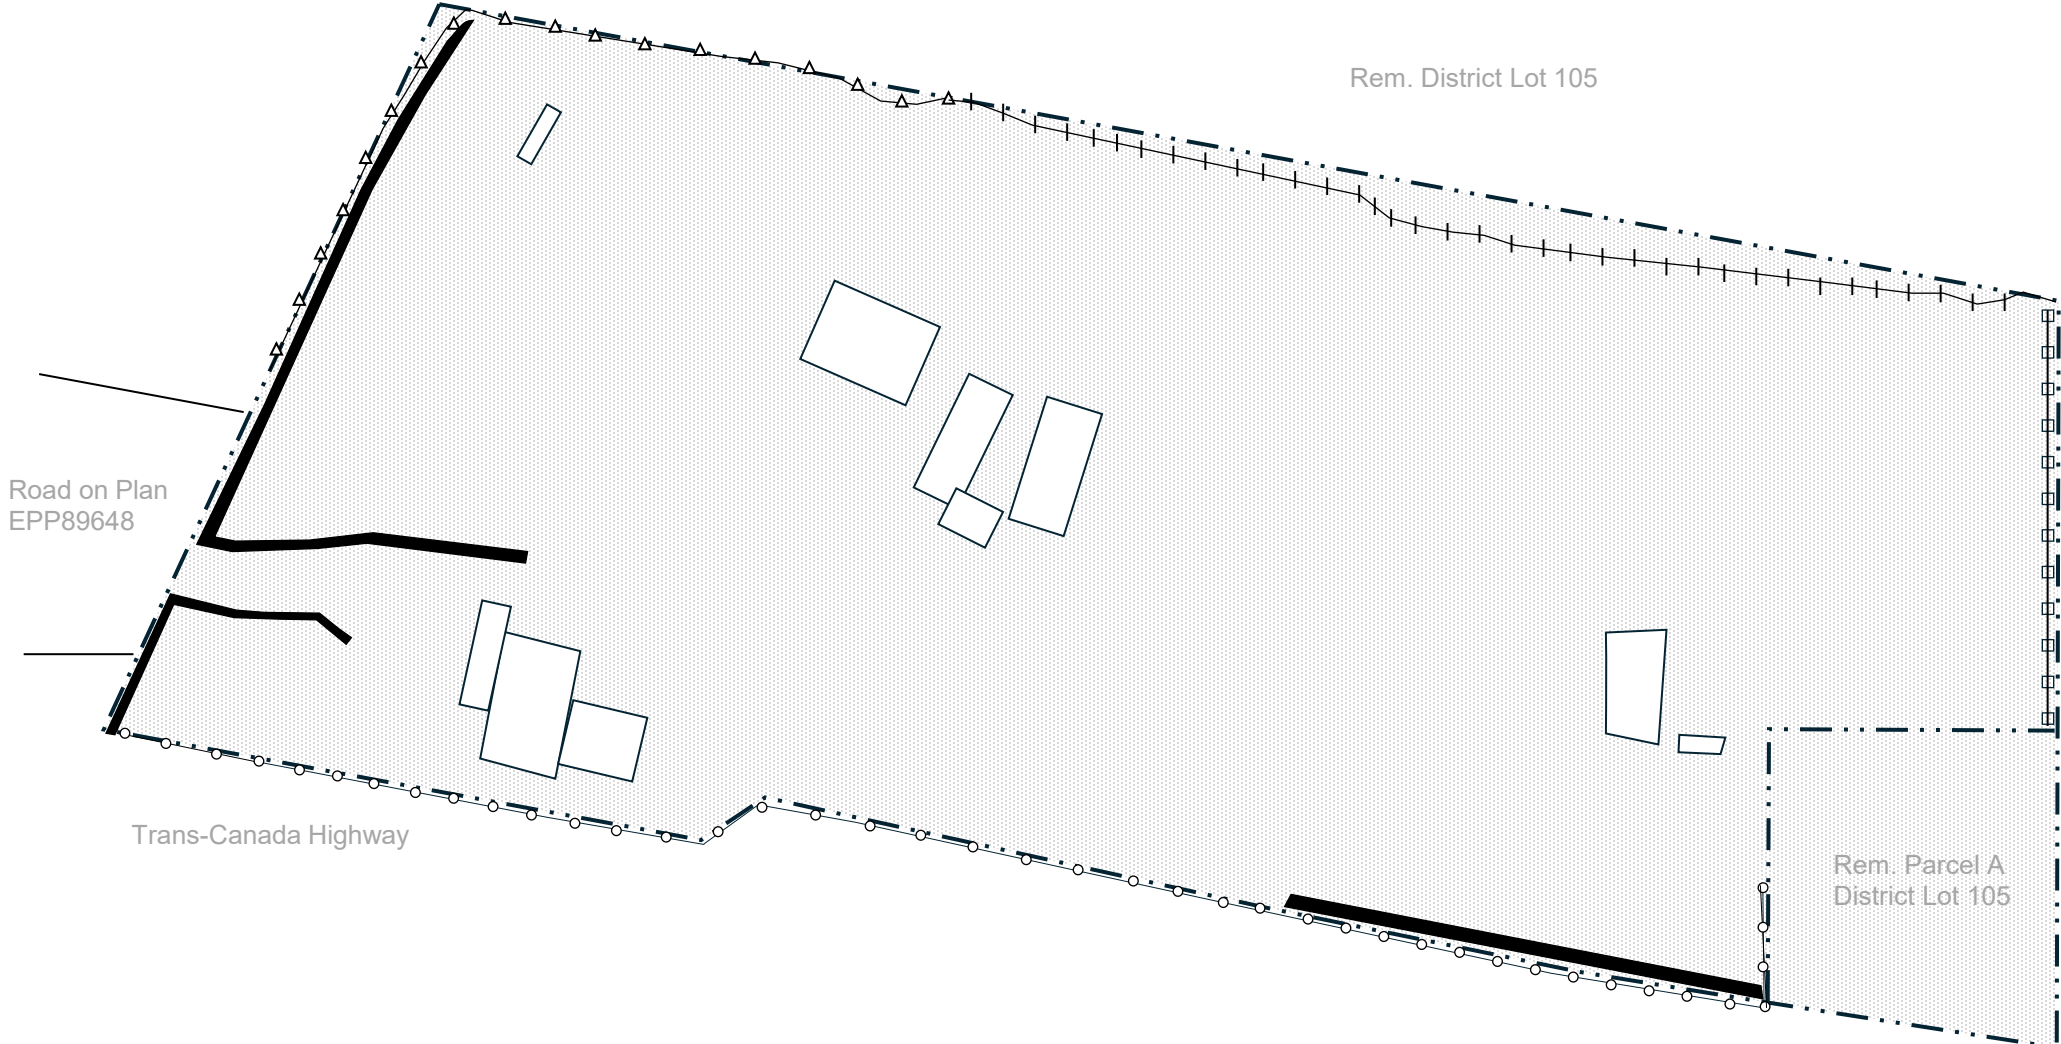 Rem. District Lot 105
Road on Plan
EPP89648
Trans-Canada Highway
Rem. Parcel A
District Lot 105